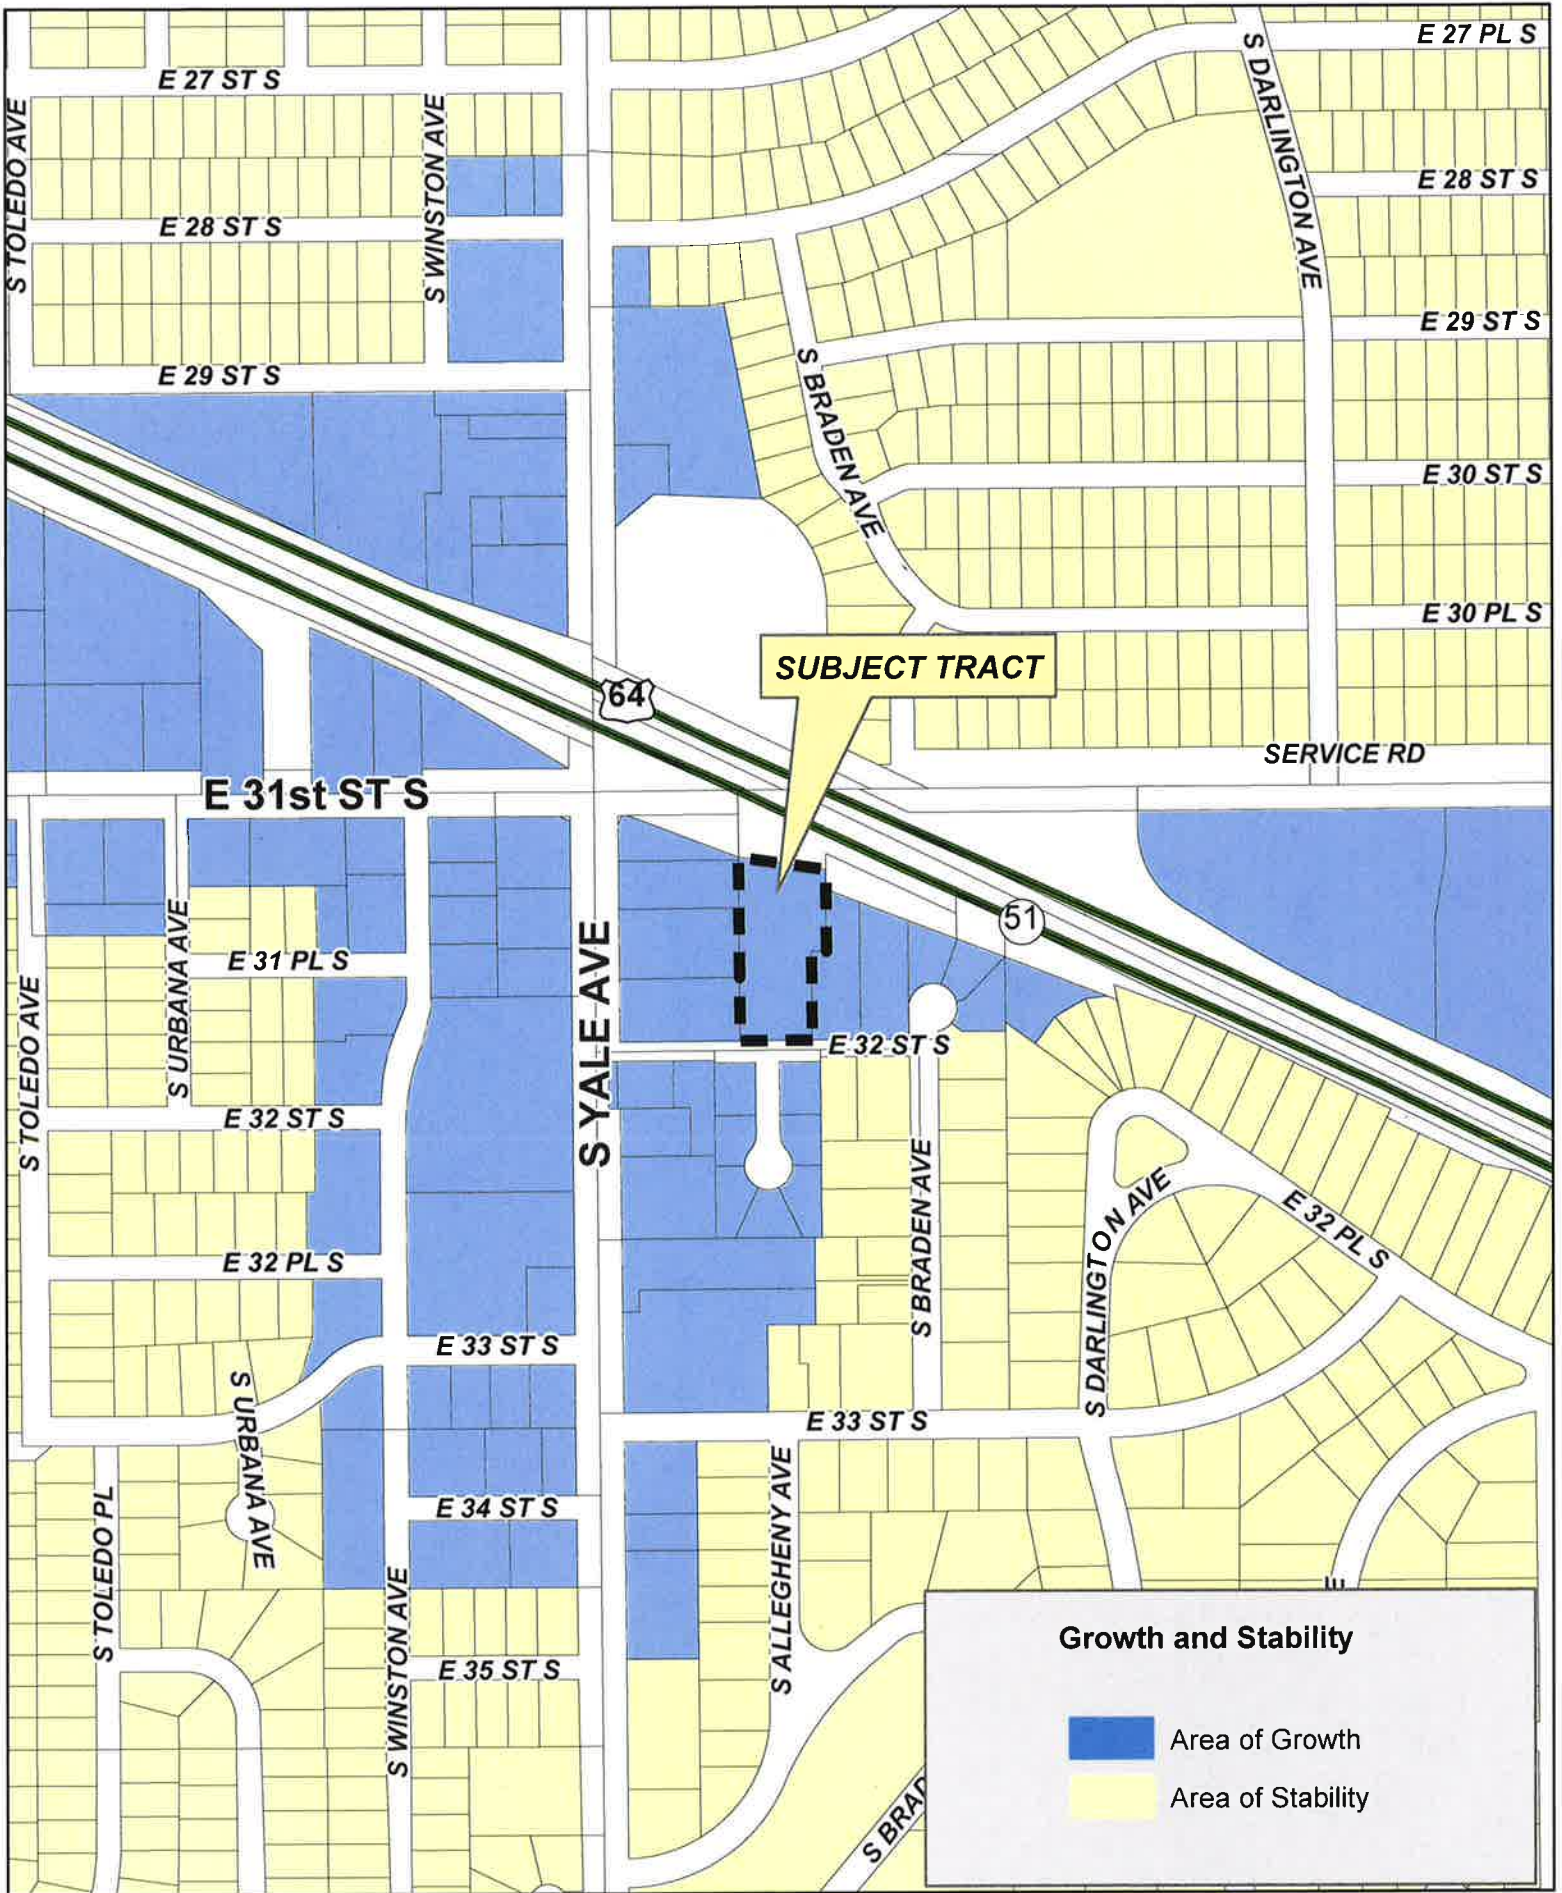 E 27 PL S
E 27 ST S
S TOLEDO AVE
S WINSTON AVE
S DARLINGTON AVE
E 28 ST S
E 28 ST S
E 29 ST S
E 29 ST S
S BRADEN AVE
E 30 ST S
E 30 PL S
SUBJECT TRACT
64
SERVICE RD
E 31st ST S
51
S URBANA AVE
E 31 PL S
S YALE AVE
S TOLEDO AVE
E 32 ST S
E 32 ST S
S BRADEN AVE
S DARLINGTON AVE
E 32 PL S
E 32 PL S
E 33 ST S
S URBANA AVE
E 33 ST S
S TOLEDO PL
E 34 ST S
S ALLEGHENY AVE
S WINSTON AVE
E 35 ST S
E
S BRAD
Growth and Stability
Area of Growth
Area of Stability